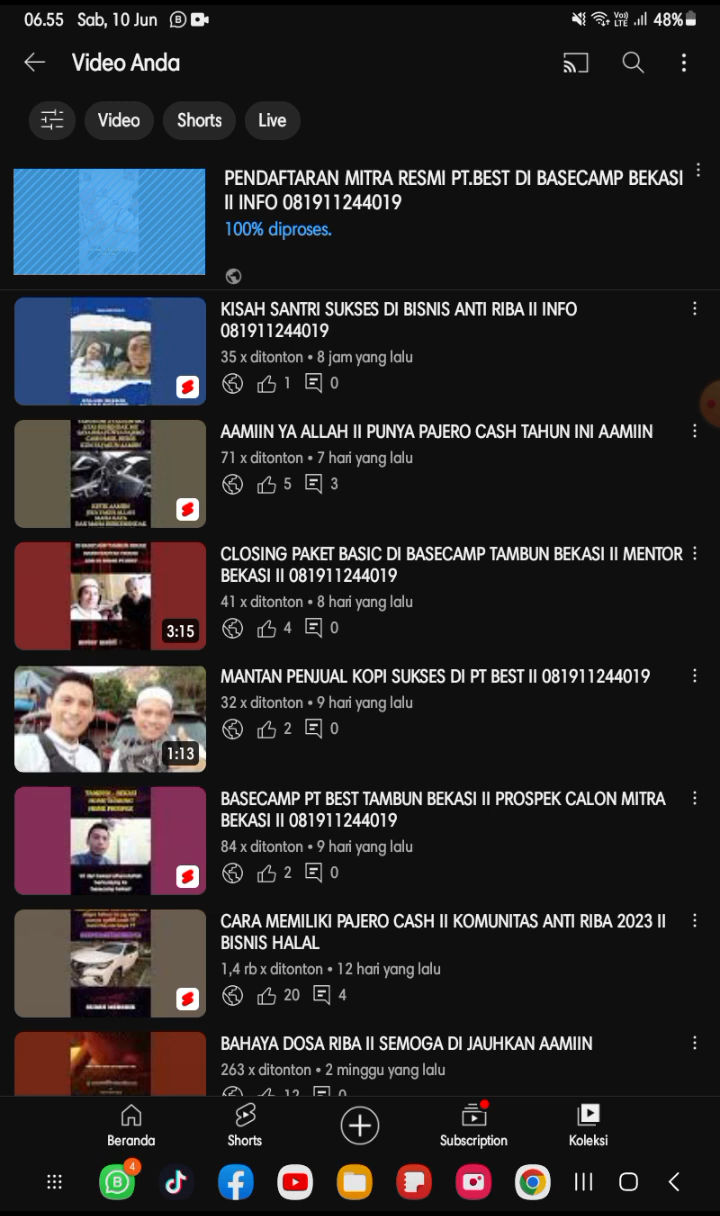 06.55 Sab, 10 Jun
Vo))
LTE
48%
Video Anda
Video
Shorts
Live
PENDAFTARAN MITRA RESMI PT.BEST DI BASECAMP BEKASI
II INFO 081911244019
100% diproses.
KISAH SANTRI SUKSES DI BISNIS ANTI RIBA II INFO
081911244019
35 x ditonton • 8 jam yang lalu
1
0
AAMIIN YA ALLAH II PUNYA PAJERO CASH TAHUN INI AAMIIN
71 x ditonton • 7 hari yang lalu
5
3
CLOSING PAKET BASIC DI BASECAMP TAMBUN BEKASI II MENTOR
BEKASI II 081911244019
3:15
41 x ditonton • 8 hari yang lalu
4
0
MANTAN PENJUAL KOPI SUKSES DI PT BEST II 081911244019
32 x ditonton • 9 hari yang lalu
2
0
1:13
BASECAMP PT BEST TAMBUN BEKASI II PROSPEK CALON MITRA
BEKASI II 081911244019
84 x ditonton • 9 hari yang lalu
2
0
CARA MEMILIKI PAJERO CASH II KOMUNITAS ANTI RIBA 2023 II
BISNIS HALAL
1,4 rb x ditonton • 12 hari yang lalu
20
4
BAHAYA DOSA RIBA II SEMOGA DI JAUHKAN AAMIIN
263 x ditonton • 2 minggu yang lalu
12
0
Beranda
Shorts
Subscription
Koleksi
4